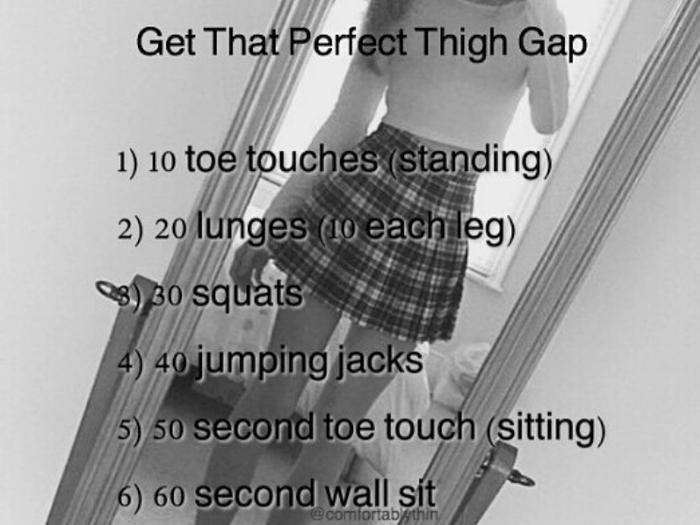 Get That Perfect Thigh Gap
1) 10 toe touches (standing)
2) 20 lunges (10 each leg)
3) 30 squats
4) 40 jumping jacks
5) 50 second toe touch (sitting)
6) 60 second wall sit
@comfortablythin